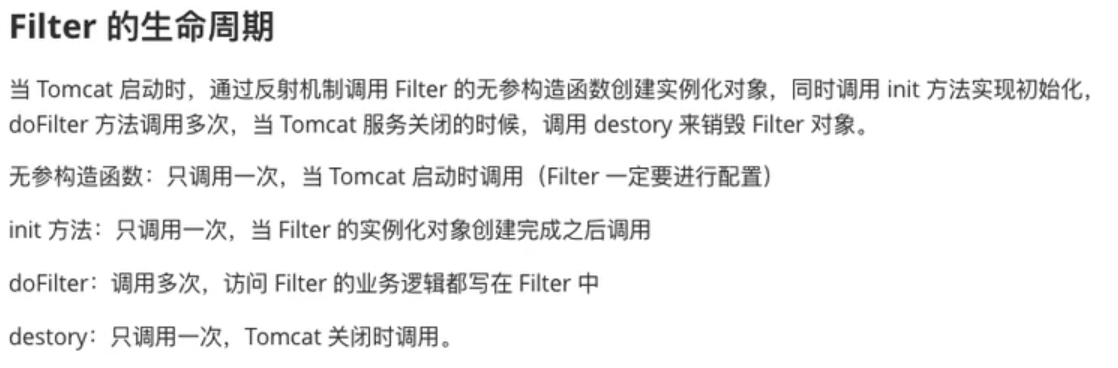 Filter 的生命周期
当 Tomcat 启动时，通过反射机制调用 Filter 的无参构造函数创建实例化对象，同时调用 init 方法实现初始化，
doFilter 方法调用多次，当 Tomcat 服务关闭的时候，调用 destory 来销毁 Filter 对象。
无参构造函数：只调用一次，当 Tomcat 启动时调用（Filter 一定要进行配置）
init 方法：只调用一次，当 Filter 的实例化对象创建完成之后调用
doFilter：调用多次，访问 Filter 的业务逻辑都写在 Filter 中
destory：只调用一次，Tomcat 关闭时调用。